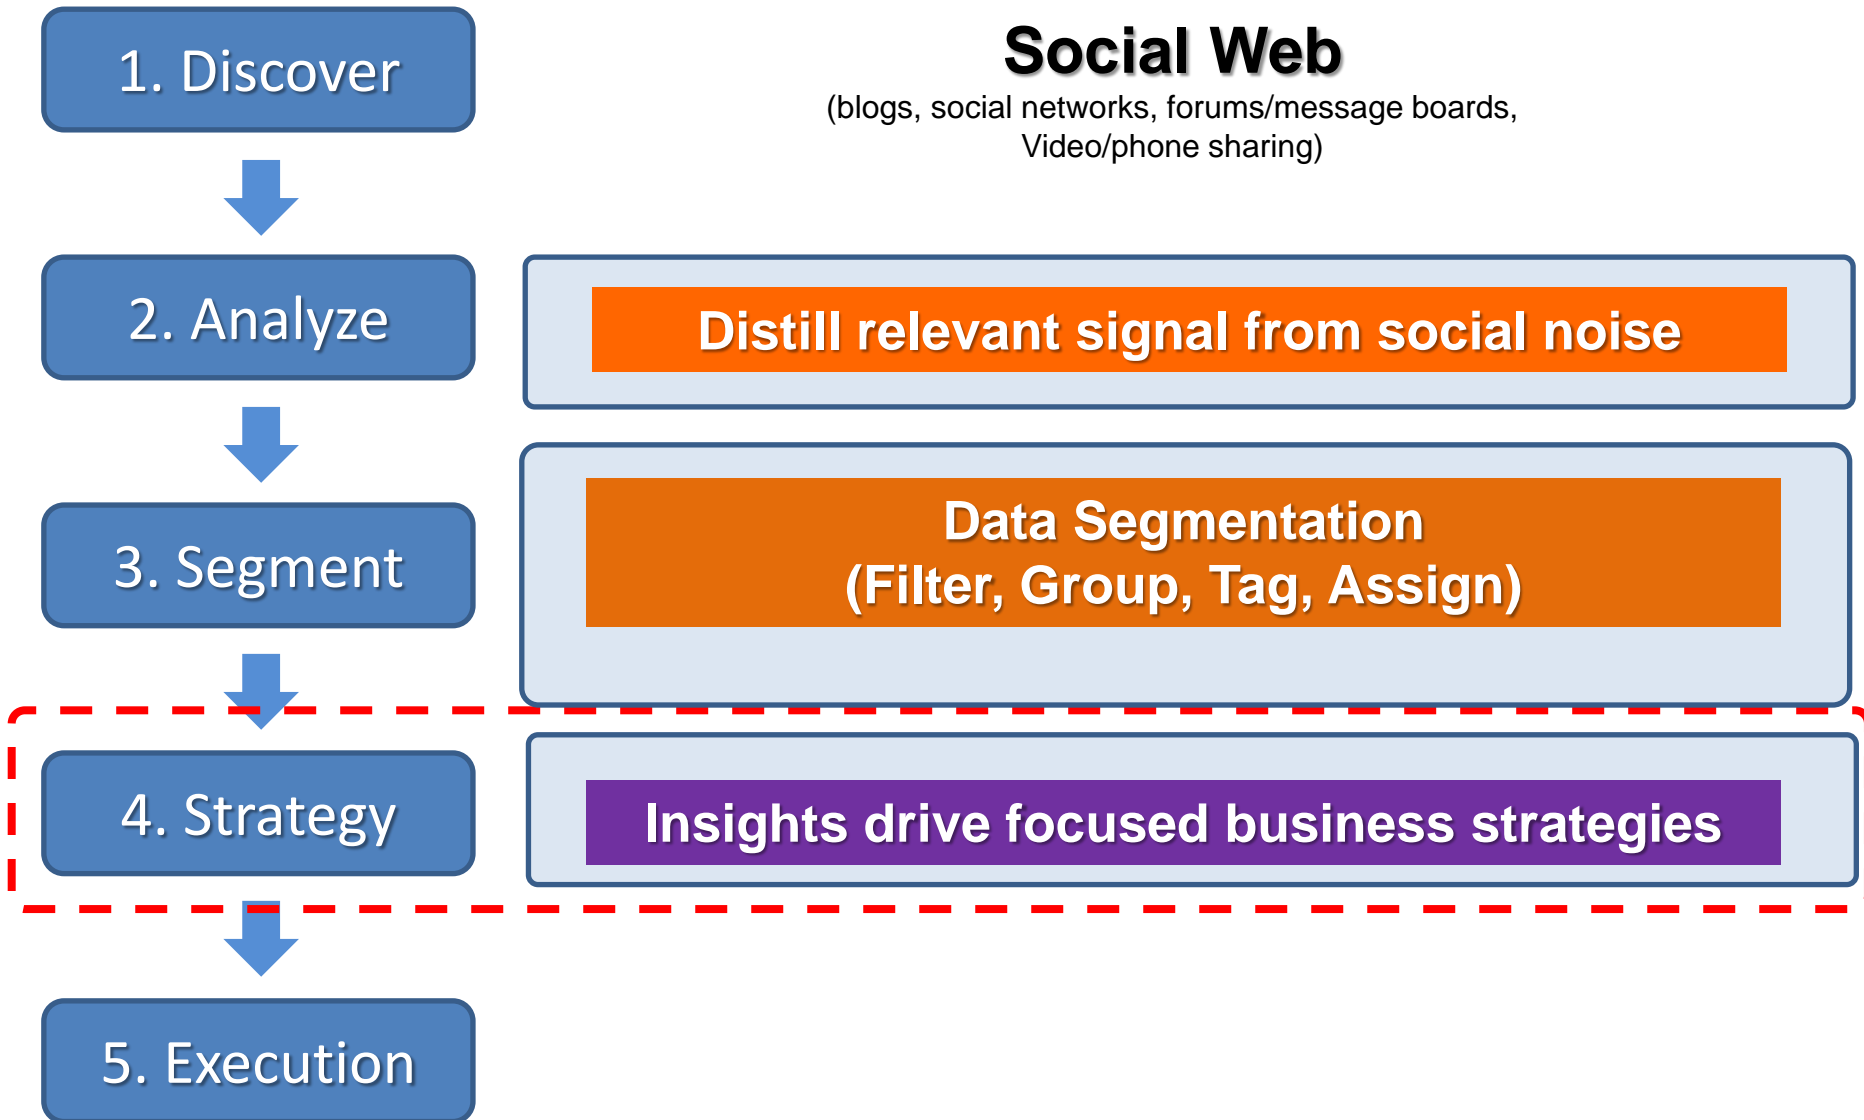 1. Discover
Social Web
(blogs, social networks, forums/message boards,
Video/phone sharing)
2. Analyze
Distill relevant signal from social noise
3. Segment
Data Segmentation
(Filter, Group, Tag, Assign)
4. Strategy
Insights drive focused business strategies
5. Execution